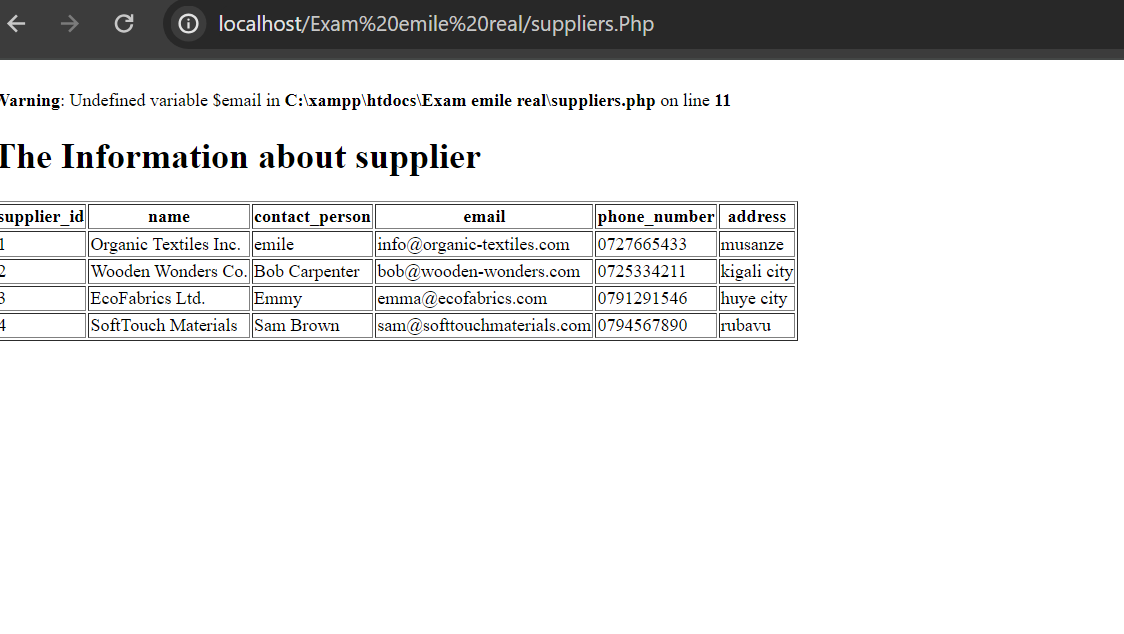 localhost/Exam%20emile%20real/suppliers.Php
Warning: Undefined variable $email in C:\xampp\htdocs\Exam emile real\suppliers.php on line 11
The Information about supplier
supplier_id name contact_person email phone_number address
1 Organic Textiles Inc. emile info@organic-textiles.com 0727665433 musanze
2 Wooden Wonders Co. Bob Carpenter bob@wooden-wonders.com 0725334211 kigali city
3 EcoFabrics Ltd. Emmy emma@ecofabrics.com 0791291546 huye city
4 SoftTouch Materials Sam Brown sam@softtouchmaterials.com 0794567890 rubavu